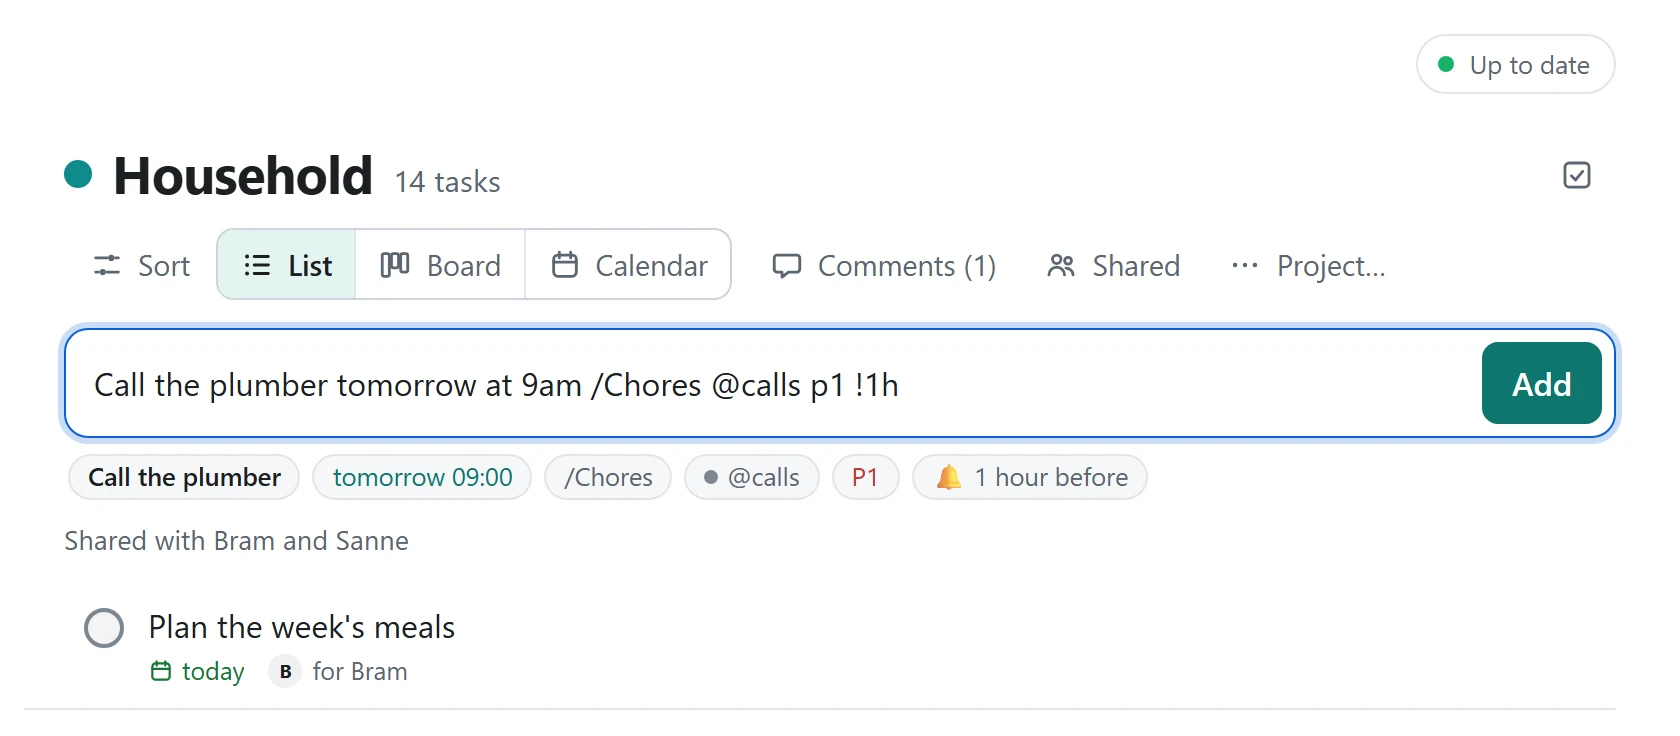 Up to date
Household 14 tasks
Sort List Board Calendar Comments (1) Shared Project...
Call the plumber tomorrow at 9am /Chores @calls p1 !1h Add
Call the plumber tomorrow 09:00 /Chores @calls P1 1 hour before
Shared with Bram and Sanne
Plan the week's meals
today B for Bram